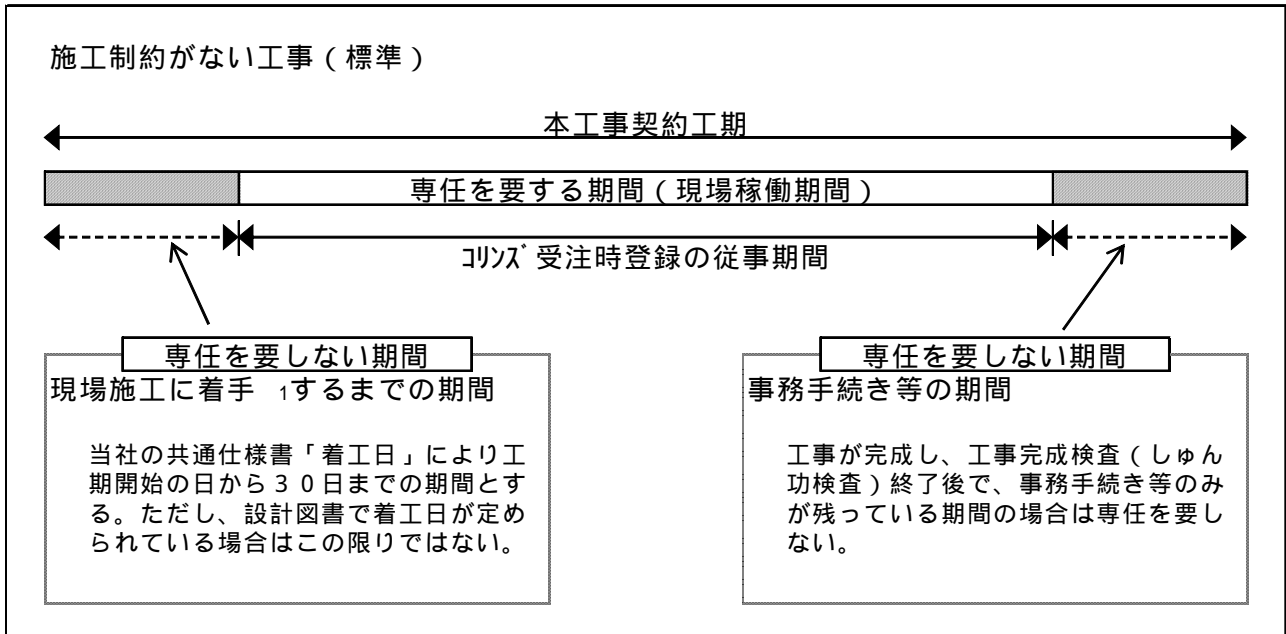 施工制約がない工事(標準)
本工事契約工期
専任を要する期間(現場稼働期間)
コリンズ受注時登録の従事期間
専任を要しない期間
現場施工に着手 1するまでの期間
当社の共通仕様書「着工日」により工
期開始の日から30日までの期間とす
る。ただし、設計図書で着工日が定め
られている場合はこの限りではない。
専任を要しない期間
事務手続き等の期間
工事が完成し、工事完成検査(しゅん
功検査)終了後で、事務手続き等のみ
が残っている期間の場合は専任を要し
ない。